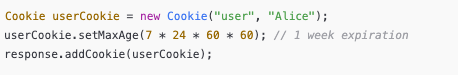 Cookie userCookie = new Cookie("user", "Alice");
userCookie.setMaxAge(7 * 24 * 60 * 60); // 1 week expiration
response.addCookie(userCookie);